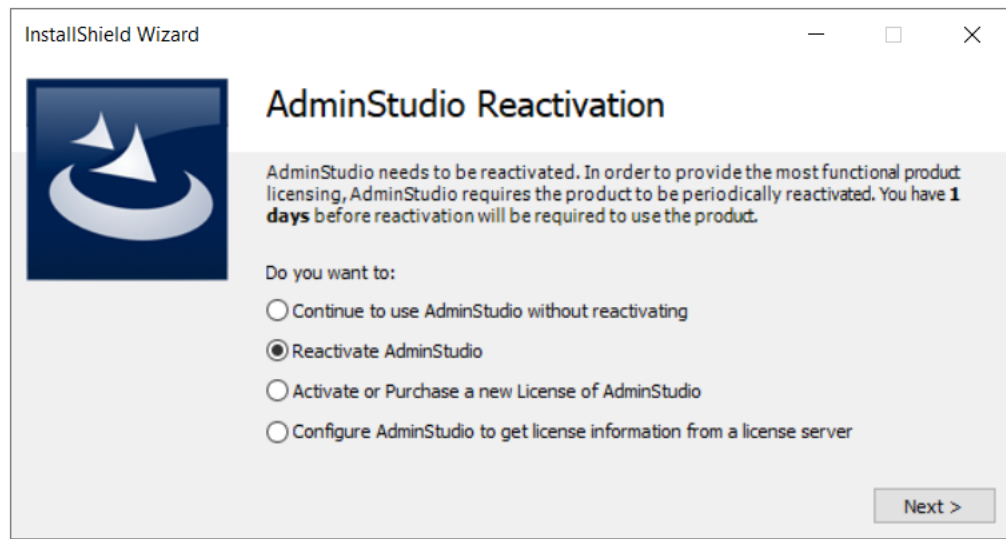 InstallShield Wizard
AdminStudio Reactivation
AdminStudio needs to be reactivated. In order to provide the most functional product
licensing, AdminStudio requires the product to be periodically reactivated. You have 1
days before reactivation will be required to use the product.
Do you want to:
Continue to use AdminStudio without reactivating
Reactivate AdminStudio
Activate or Purchase a new License of AdminStudio
Configure AdminStudio to get license information from a license server
Next >